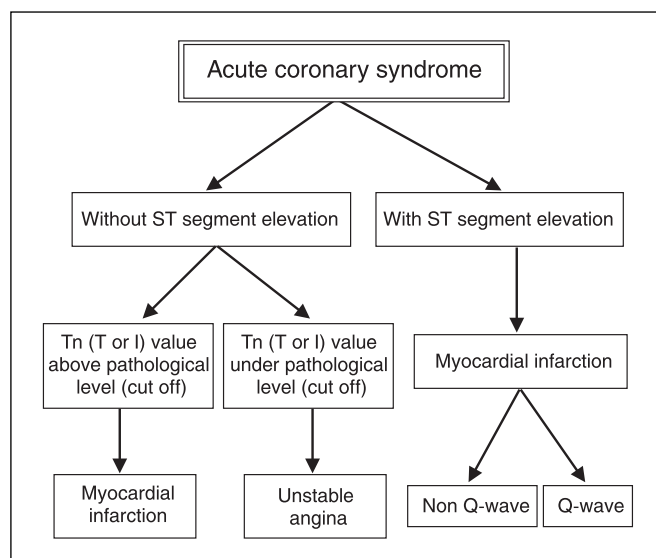 Acute coronary syndrome
Without ST segment elevation
With ST segment elevation
Tn (T or I) value
above pathological
level (cut off)
Tn (T or I) value
under pathological
level (cut off)
Myocardial infarction
Myocardial
infarction
Unstable
angina
Non Q-wave
Q-wave